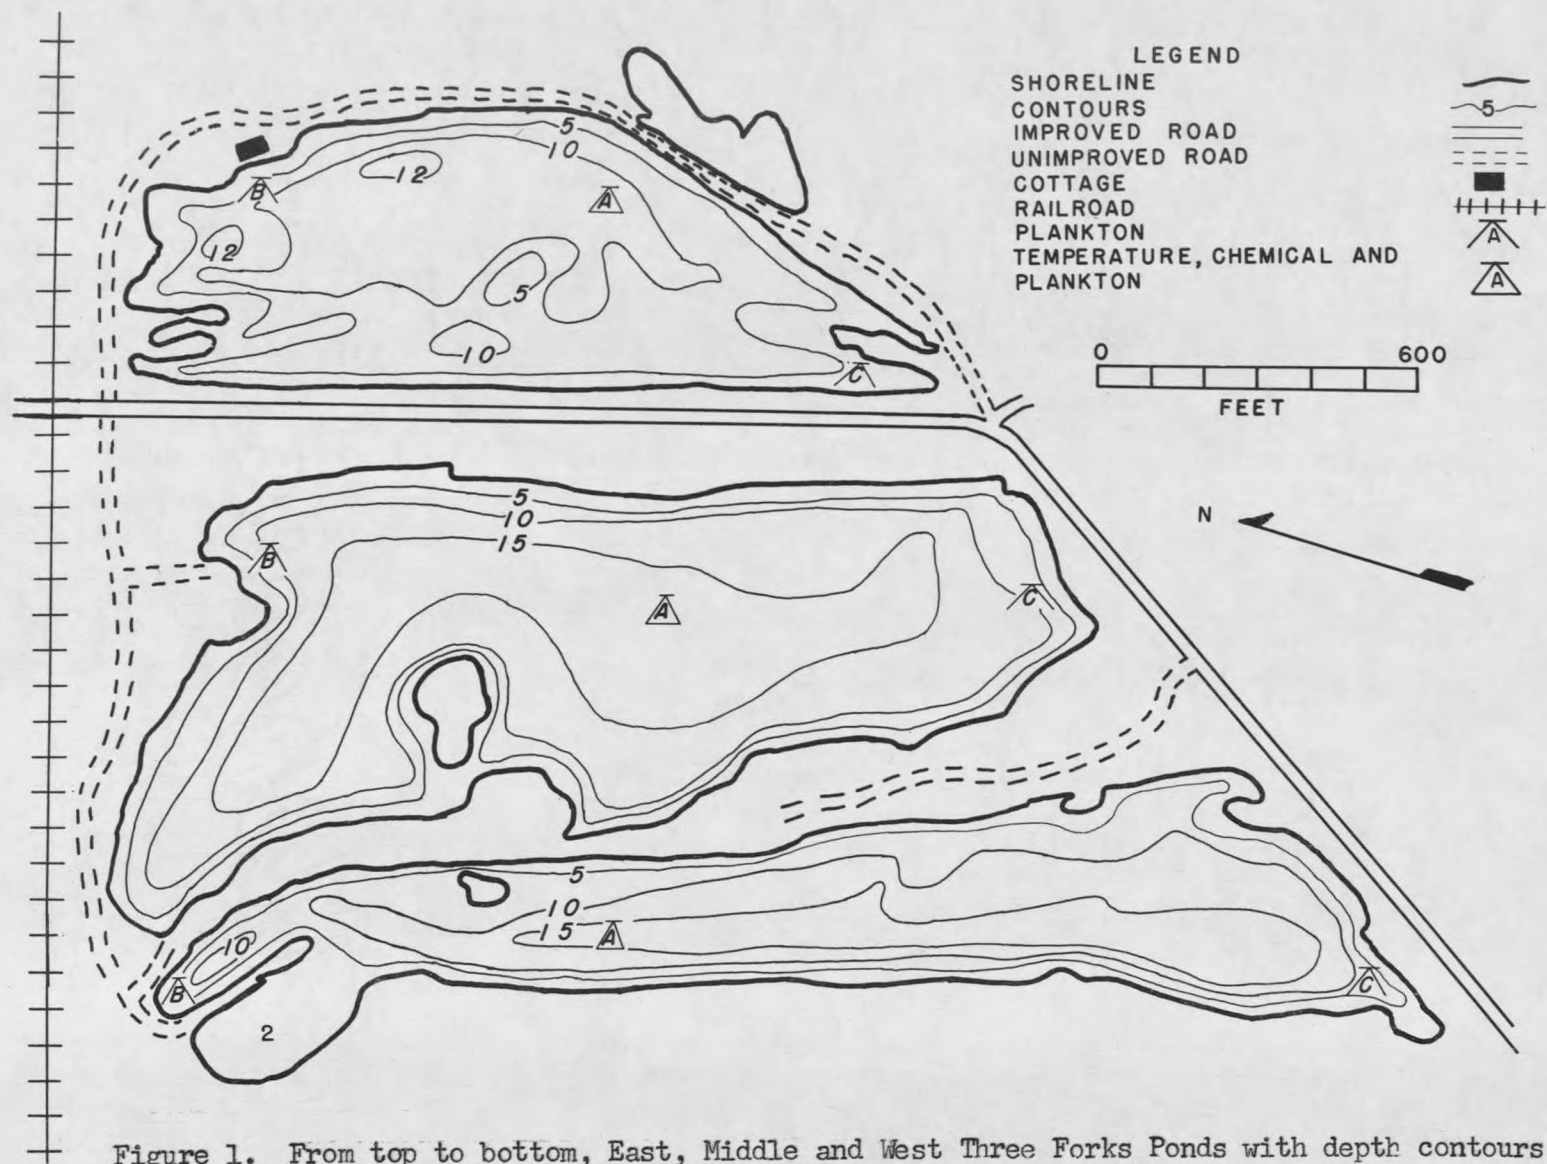 LEGEND
SHORELINE
CONTOURS 5
IMPROVED ROAD
UNIMPROVED ROAD
COTTAGE
RAILROAD
PLANKTON A
TEMPERATURE, CHEMICAL AND
PLANKTON A
0 600
FEET
N
5
10
12
B
A
12
5
10
C
5
10
15
B
A
C
5
10
15
A
10
B
C
2
Figure 1. From top to bottom, East, Middle and West Three Forks Ponds with depth contours